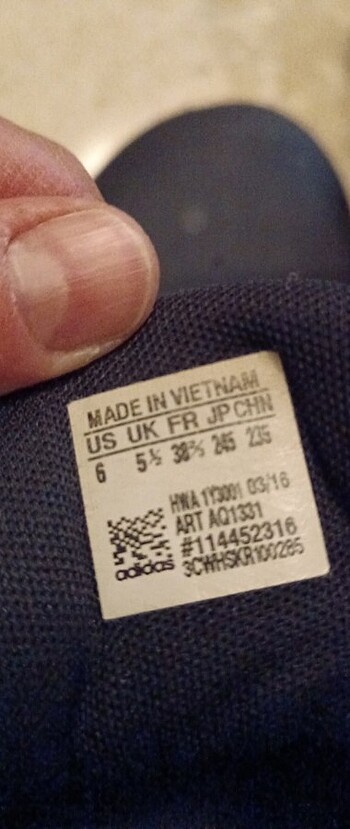 MADE IN VIETNAM
US UK FR JP CHN
6 5½ 38⅔ 245 235
HWA 1Y3001 03/16
ART AQ1331
#114452316
3CWHSKR100285
adidas